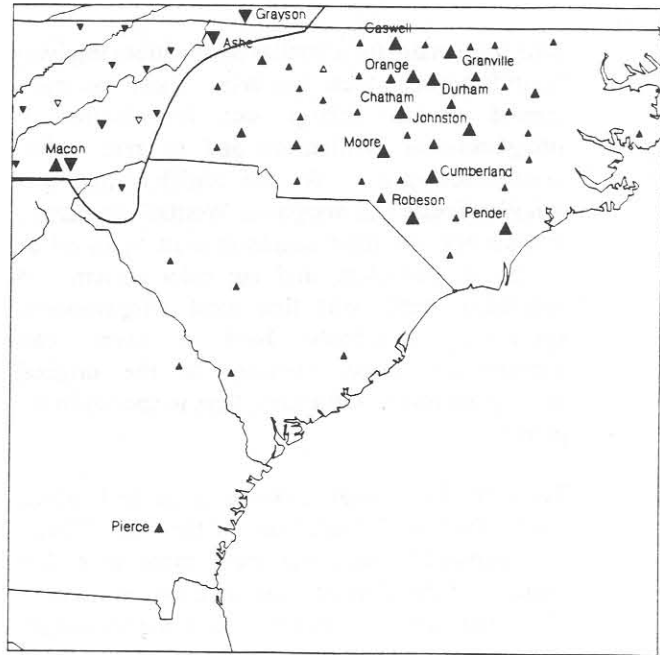 Grayson
Ashe
Caswell
Granville
Orange
Durham
Chatham
Johnston
Macon
Moore
Cumberland
Robeson
Pender
Pierce